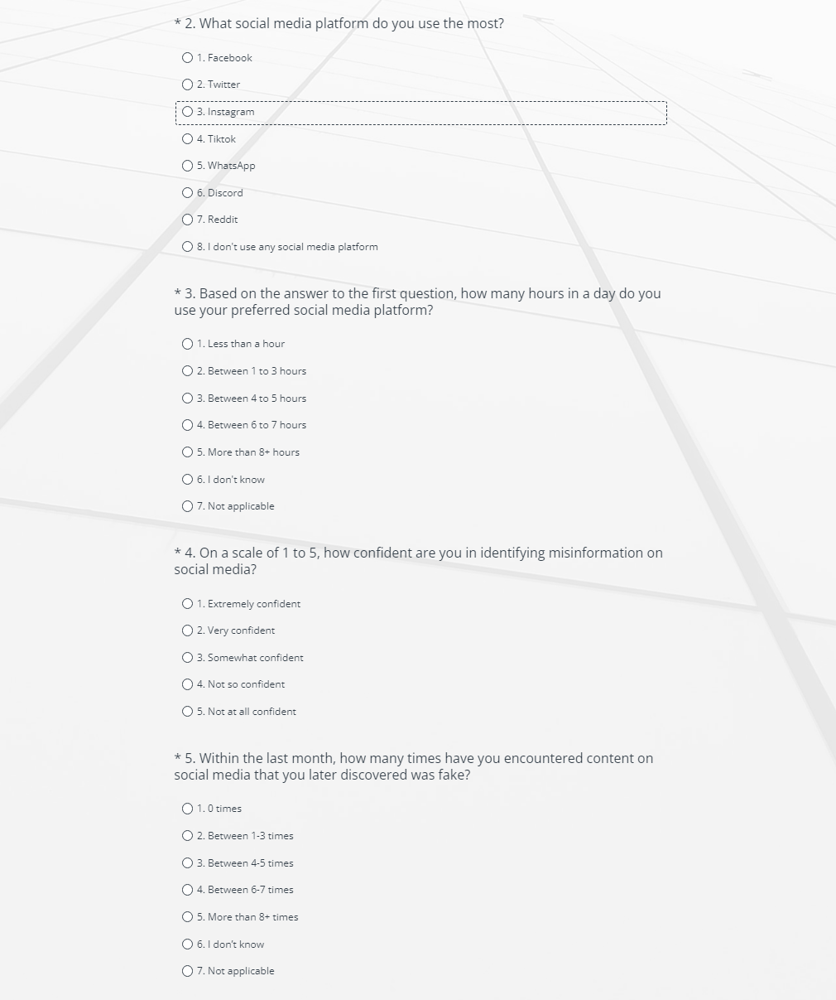 * 2. What social media platform do you use the most?
1. Facebook
2. Twitter
3. Instagram
4. Tiktok
5. WhatsApp
6. Discord
7. Reddit
8. I don't use any social media platform
* 3. Based on the answer to the first question, how many hours in a day do you
use your preferred social media platform?
1. Less than a hour
2. Between 1 to 3 hours
3. Between 4 to 5 hours
4. Between 6 to 7 hours
5. More than 8+ hours
6. I don't know
7. Not applicable
* 4. On a scale of 1 to 5, how confident are you in identifying misinformation on
social media?
1. Extremely confident
2. Very confident
3. Somewhat confident
4. Not so confident
5. Not at all confident
* 5. Within the last month, how many times have you encountered content on
social media that you later discovered was fake?
1. 0 times
2. Between 1-3 times
3. Between 4-5 times
4. Between 6-7 times
5. More than 8+ times
6. I don't know
7. Not applicable